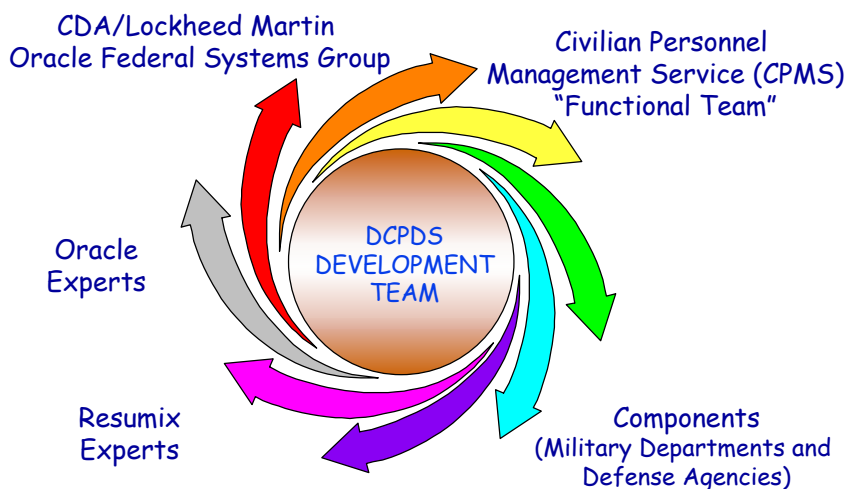 CDA/Lockheed Martin
Oracle Federal Systems Group
Civilian Personnel
Management Service (CPMS)
“Functional Team”
DCPDS
DEVELOPMENT
TEAM
Oracle
Experts
Resumix
Experts
Components
(Military Departments and
Defense Agencies)